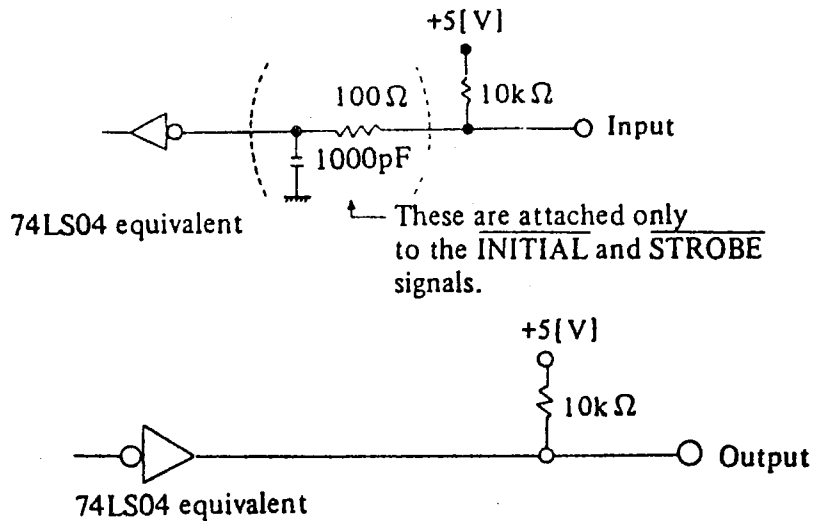 +5[V]
100Ω
10kΩ
Input
1000pF
74LS04 equivalent
These are attached only
to the INITIAL and STROBE
signals.
+5[V]
10kΩ
Output
74LS04 equivalent